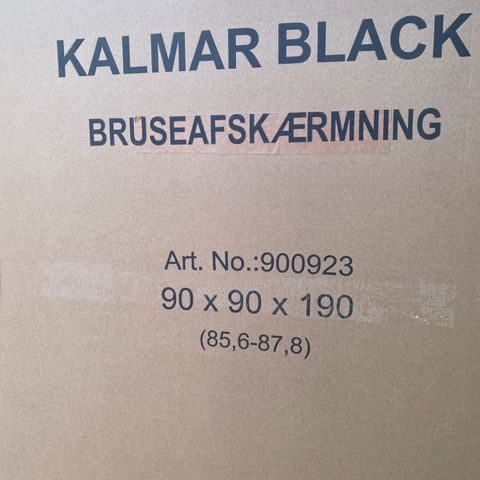 KALMAR BLACK
BRUSEAFSKÆRMNING
Art. No.:900923
90 x 90 x 190
(85,6-87,8)